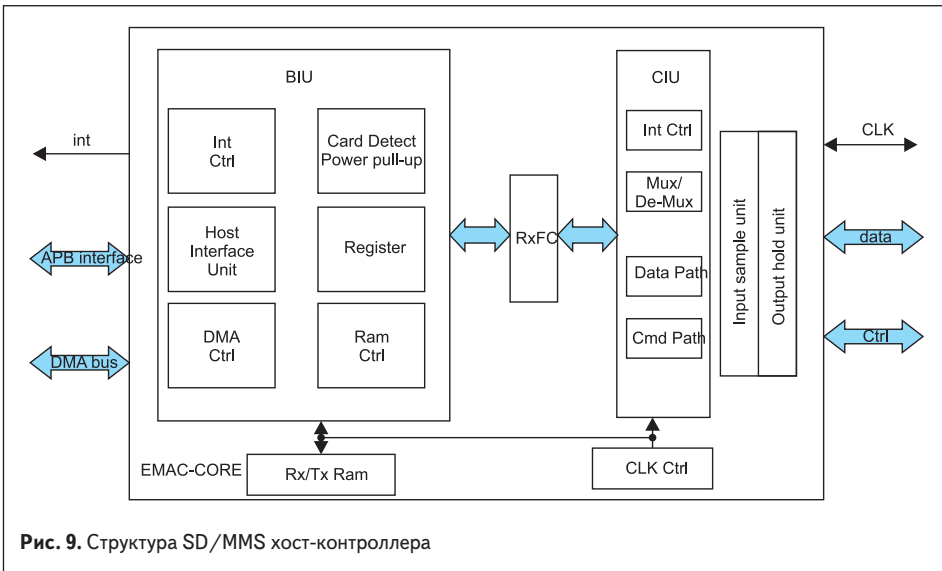 BIU
CIU
Int
Ctrl
Card Detect
Power pull-up
Host
Interface
Unit
Register
DMA
Ctrl
Ram
Ctrl
int
APB interface
DMA bus
RxFC
Int Ctrl
Mux/
De-Mux
Data Path
Cmd Path
Input sample unit
Output hold unit
CLK
data
Ctrl
EMAC-CORE
Rx/Tx Ram
CLK Ctrl
Рис. 9. Структура SD/MMS хост-контроллера